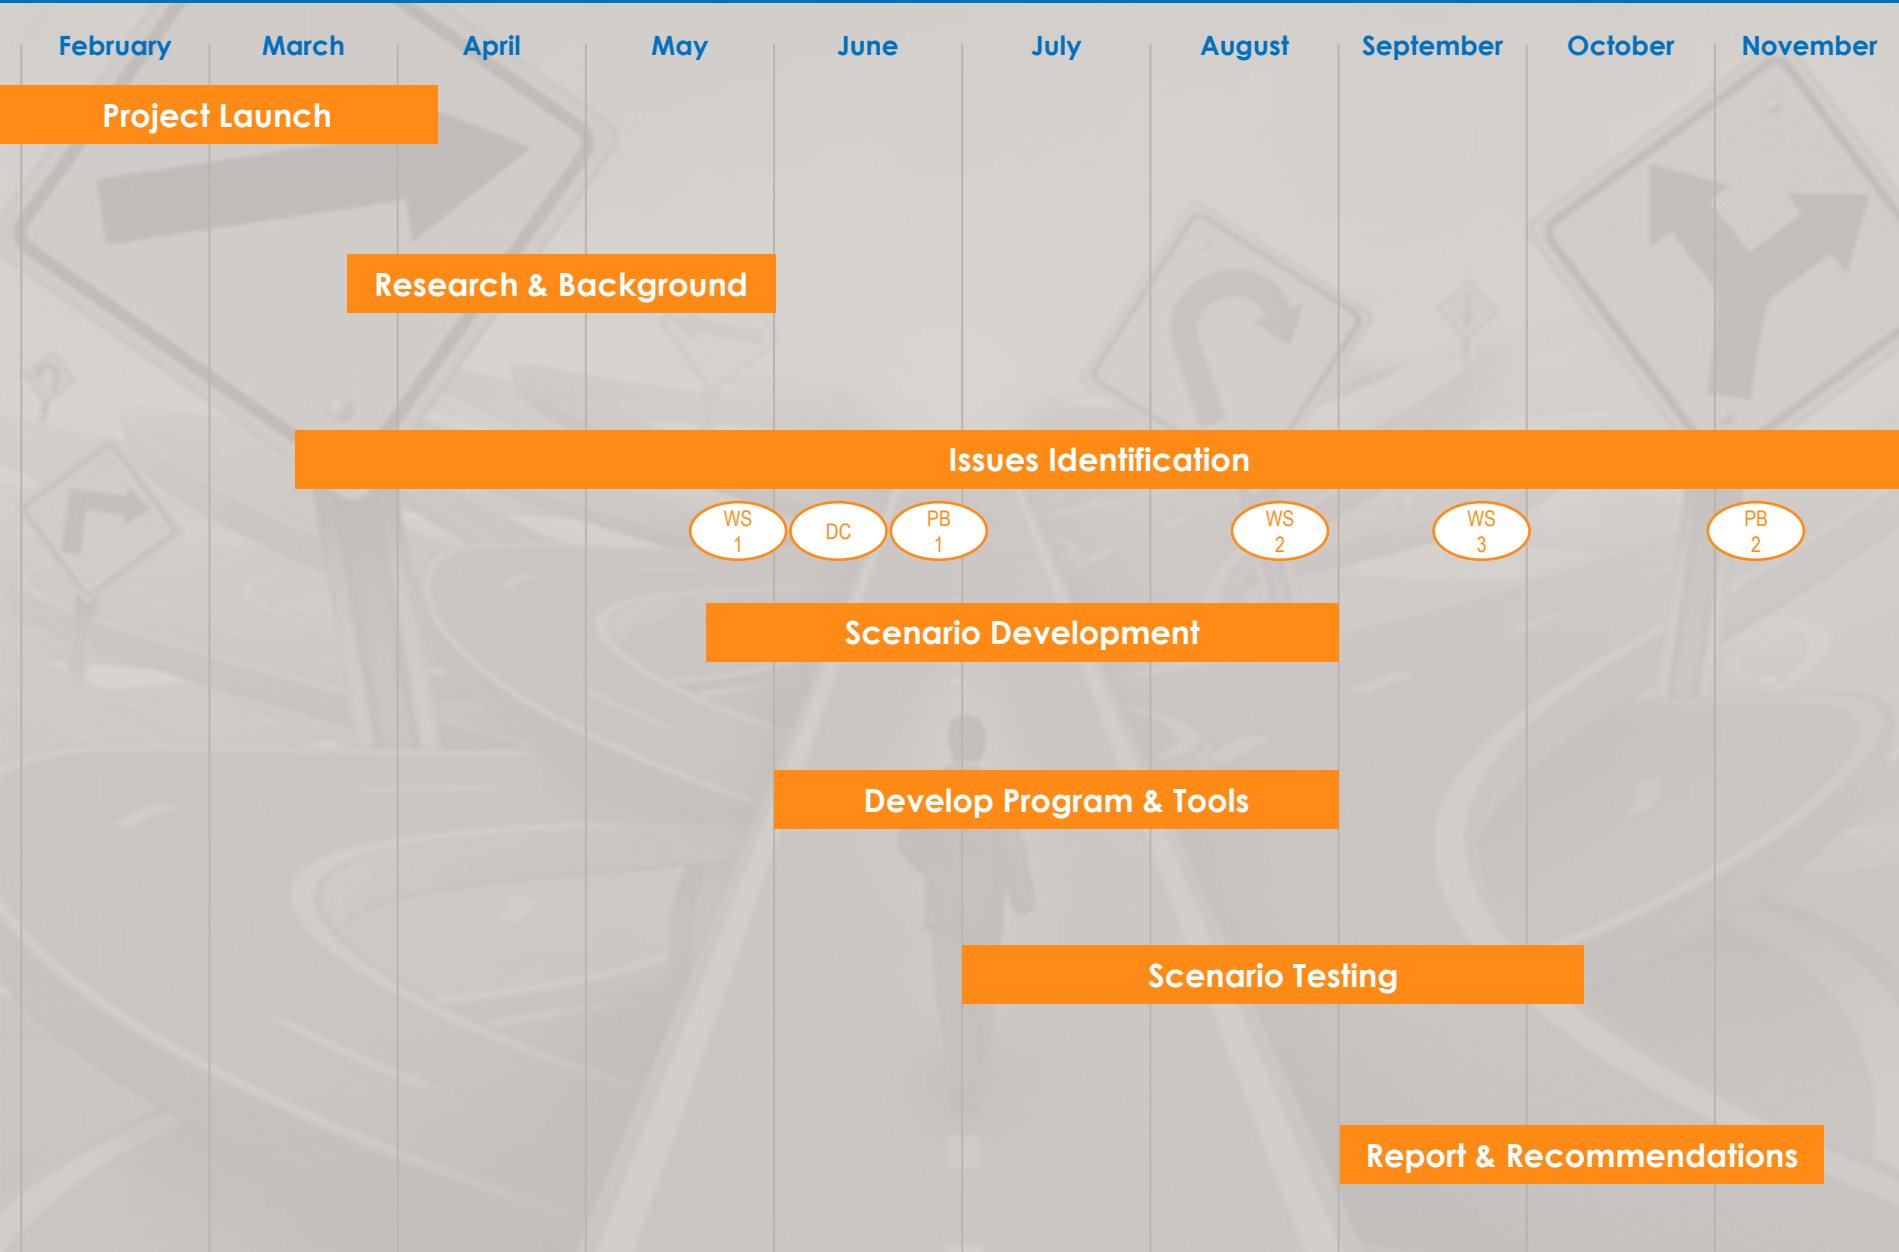 February March April May June July August September October November
Project Launch
Research & Background
Issues Identification
WS
1
DC
PB
1
WS
2
WS
3
PB
2
Scenario Development
Develop Program & Tools
Scenario Testing
Report & Recommendations